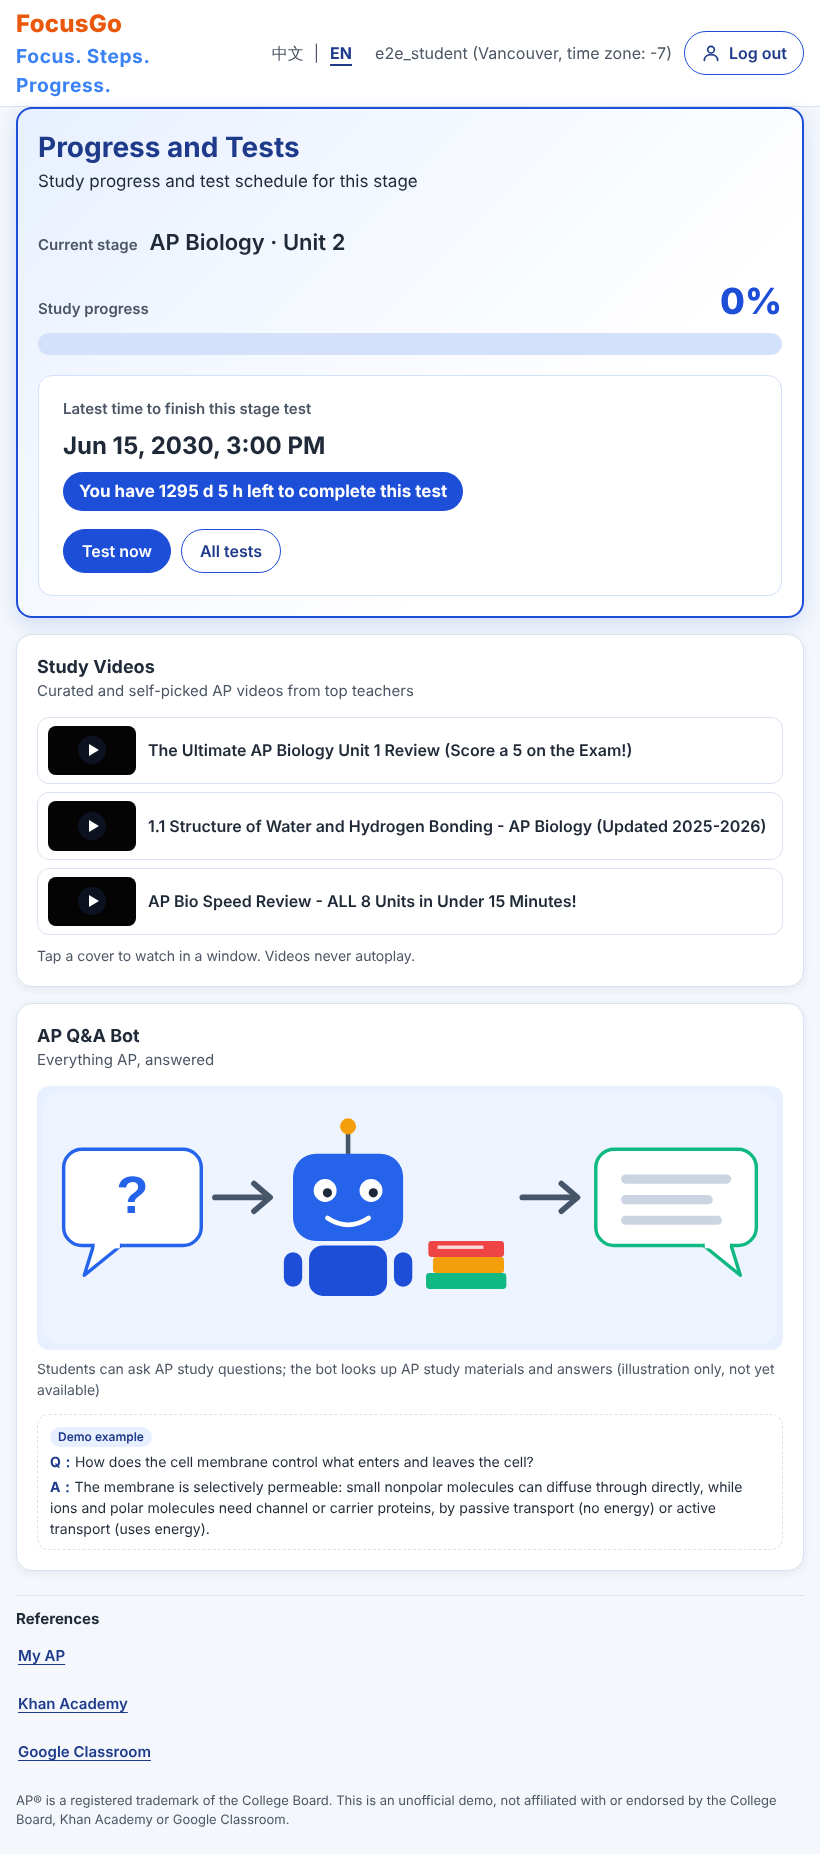 FocusGo
Focus. Steps.
Progress.
中文 | EN e2e_student (Vancouver, time zone: -7) Log out
Progress and Tests
Study progress and test schedule for this stage
Current stage AP Biology · Unit 2
Study progress 0%
Latest time to finish this stage test
Jun 15, 2030, 3:00 PM
You have 1295 d 5 h left to complete this test
Test now All tests
Study Videos
Curated and self-picked AP videos from top teachers
The Ultimate AP Biology Unit 1 Review (Score a 5 on the Exam!)
1.1 Structure of Water and Hydrogen Bonding - AP Biology (Updated 2025-2026)
AP Bio Speed Review - ALL 8 Units in Under 15 Minutes!
Tap a cover to watch in a window. Videos never autoplay.
AP Q&A Bot
Everything AP, answered
?
Students can ask AP study questions; the bot looks up AP study materials and answers (illustration only, not yet
available)
Demo example
Q：How does the cell membrane control what enters and leaves the cell?
A：The membrane is selectively permeable: small nonpolar molecules can diffuse through directly, while
ions and polar molecules need channel or carrier proteins, by passive transport (no energy) or active
transport (uses energy).
References
My AP
Khan Academy
Google Classroom
AP® is a registered trademark of the College Board. This is an unofficial demo, not affiliated with or endorsed by the College
Board, Khan Academy or Google Classroom.